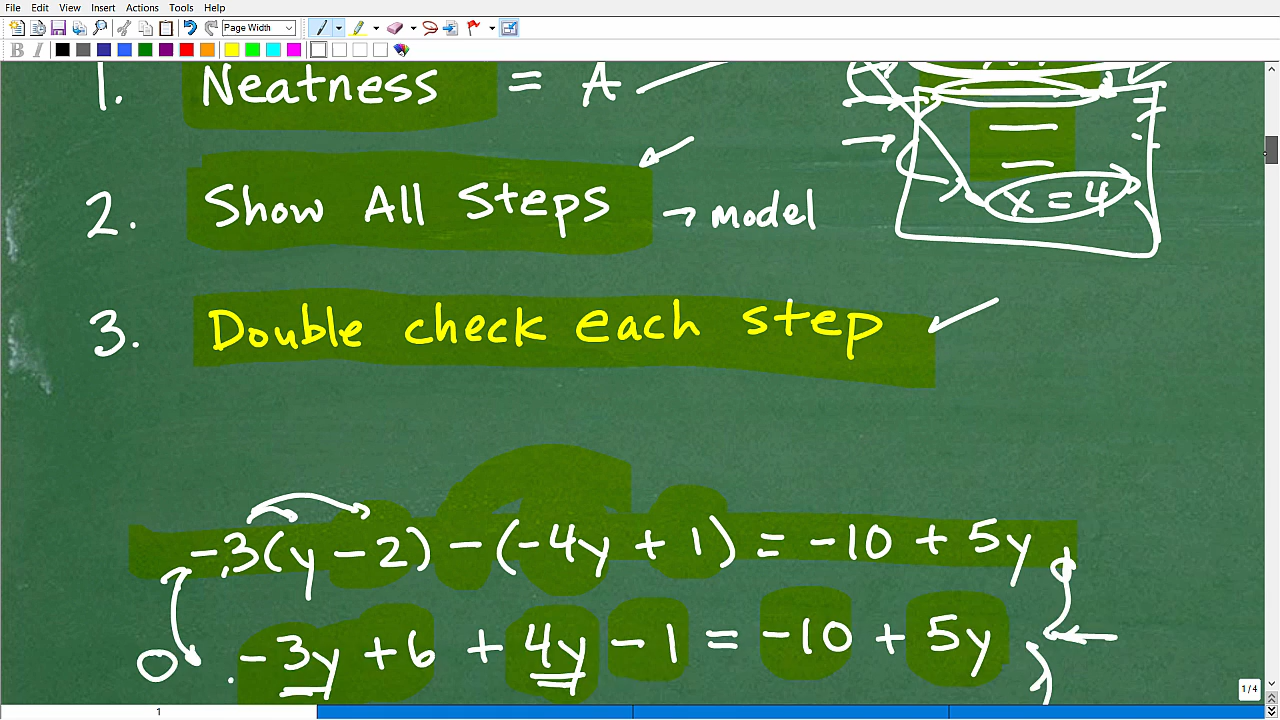 File Edit View Insert Actions Tools Help
Page Width
B I
1. Neatness = A
2. Show All Steps → model
x = 4
3. Double check each step
-3(y - 2) - (-4y + 1) = -10 + 5y
-3y + 6 + 4y - 1 = -10 + 5y
1/4
1